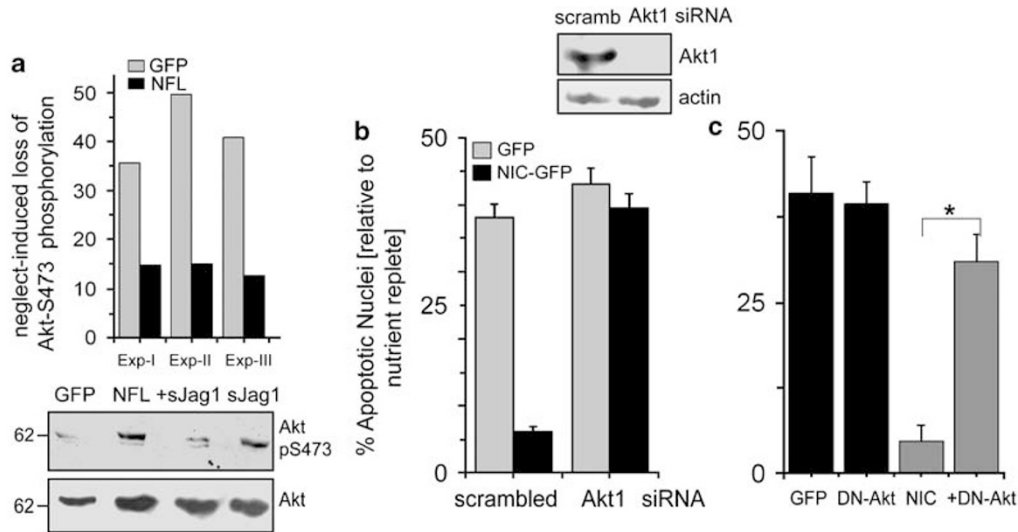 scramb Akt1 siRNA
Akt1
actin
a
GFP
NFL
neglect-induced loss of
Akt-S473 phosphorylation
50
40
30
20
10
0
Exp-I Exp-II Exp-III
GFP NFL +sJag1 sJag1
62
Akt
pS473
62
Akt
b
GFP
NIC-GFP
% Apoptotic Nuclei [relative to
nutrient replete]
50
25
0
scrambled Akt1 siRNA
c
50
25
0
*
GFP DN-Akt NIC +DN-Akt